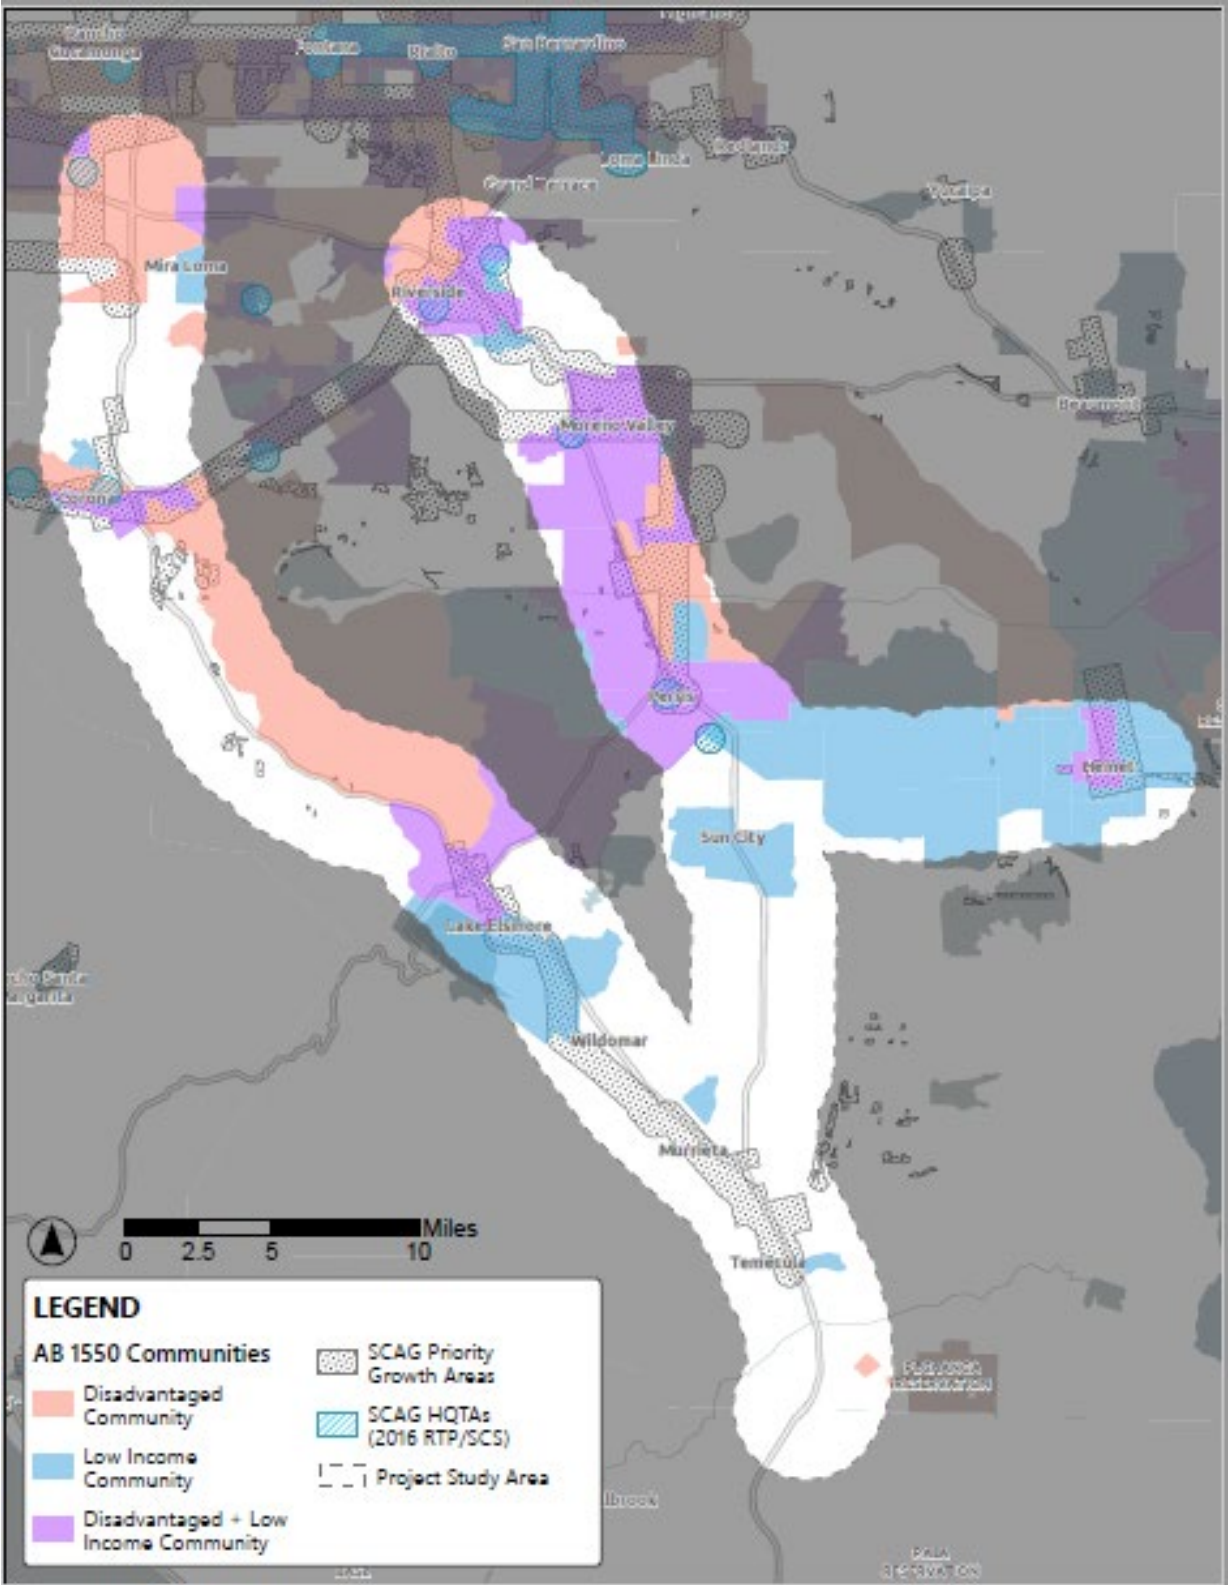 Rancho
Cucamonga
Fontana
Rialto
San Bernardino
Loma Linda
Redlands
Grand Terrace
Yucaipa
Mira Loma
Riverside
Beaumont
Moreno Valley
Corona
Perris
Hemet
Sun City
Lake Elsinore
Wildomar
Murrieta
Temecula
PECHANGA
RESERVATION
Miles
0 2.5 5 10
LEGEND
AB 1550 Communities
Disadvantaged
Community
Low Income
Community
Disadvantaged + Low
Income Community
SCAG Priority
Growth Areas
SCAG HQTAs
(2016 RTP/SCS)
Project Study Area
llbrook
PALA
RESERVATION